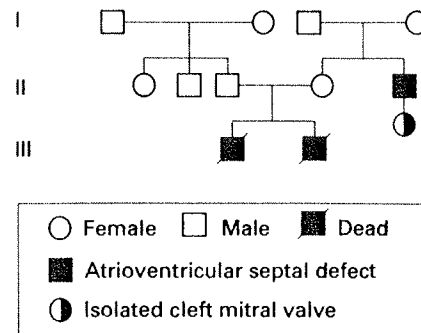 I
II
III
Female Male Dead
Atrioventricular septal defect
Isolated cleft mitral valve